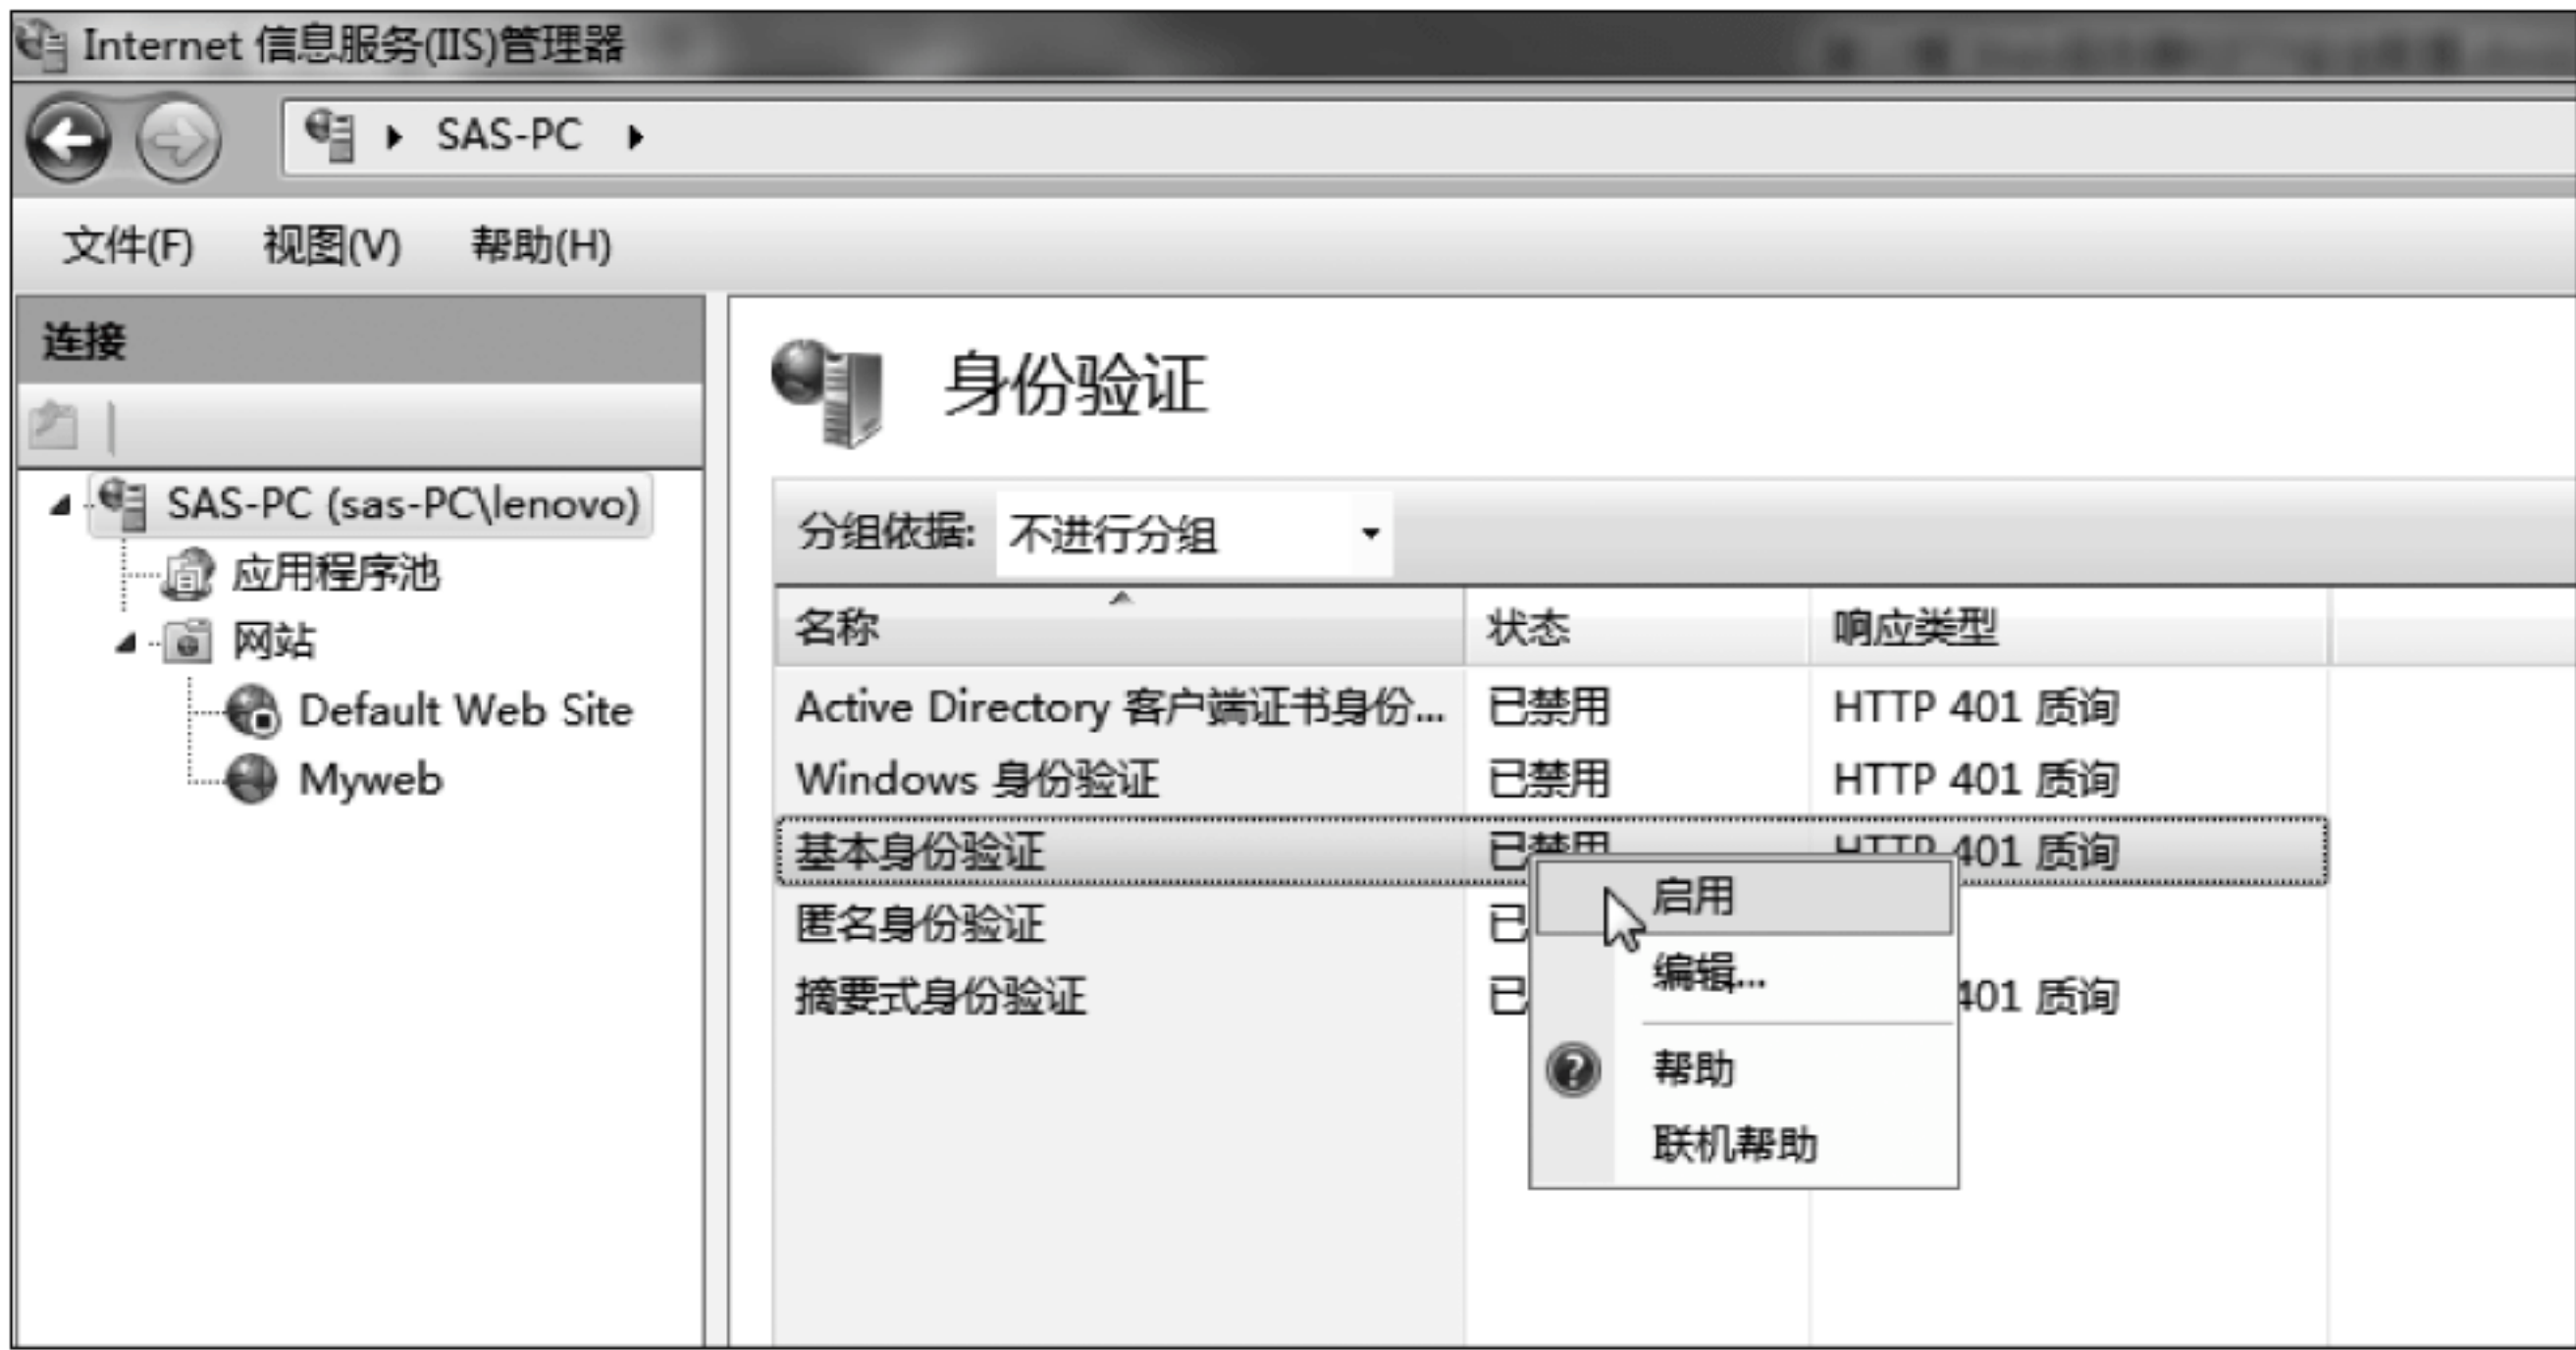 Internet 信息服务(IIS)管理器
SAS-PC
文件(F) 视图(V) 帮助(H)
连接
SAS-PC (sas-PC\lenovo)
应用程序池
网站
Default Web Site
Myweb
身份验证
分组依据: 不进行分组
名称 状态 响应类型
Active Directory 客户端证书身份... 已禁用 HTTP 401 质询
Windows 身份验证 已禁用 HTTP 401 质询
基本身份验证 已禁用 HTTP 401 质询
匿名身份验证 已
摘要式身份验证 已 401 质询
启用
编辑...
帮助
联机帮助